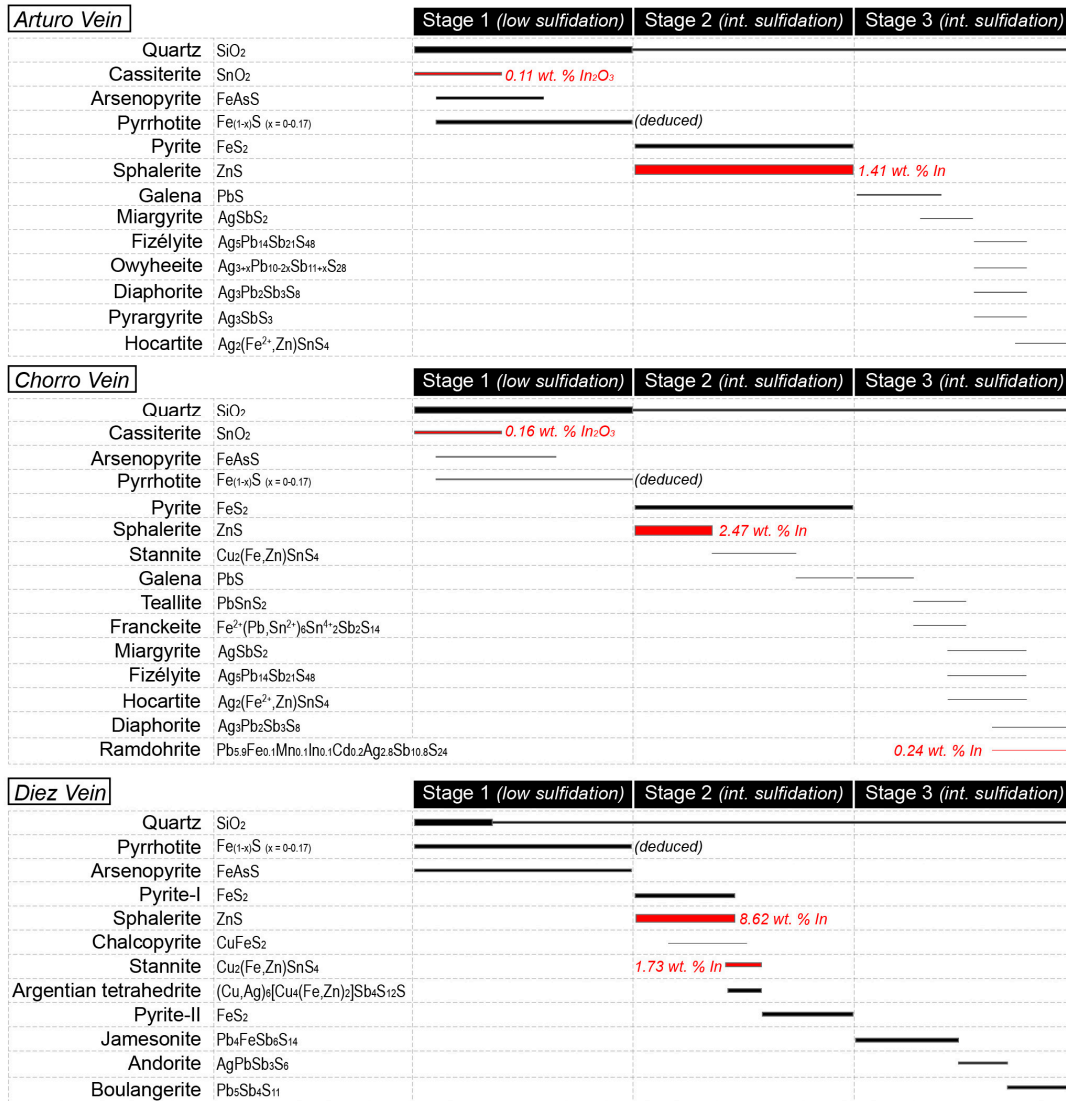 Arturo Vein Stage 1 (low sulfidation) Stage 2 (int. sulfidation) Stage 3 (int. sulfidation)
Quartz SiO₂
Cassiterite SnO₂ 0.11 wt. % In₂O₃
Arsenopyrite FeAsS
Pyrrhotite Fe₍₁₋ₓ₎S (x = 0-0.17) (deduced)
Pyrite FeS₂
Sphalerite ZnS 1.41 wt. % In
Galena PbS
Miargyrite AgSbS₂
Fizélyite Ag₅Pb₁₄Sb₂₁S₄₈
Owyheeite Ag₃₊ₓPb₁₀₋₂ₓSb₁₁₊ₓS₂₈
Diaphorite Ag₃Pb₂Sb₃S₈
Pyrargyrite Ag₃SbS₃
Hocartite Ag₂(Fe²⁺,Zn)SnS₄
Chorro Vein Stage 1 (low sulfidation) Stage 2 (int. sulfidation) Stage 3 (int. sulfidation)
Quartz SiO₂
Cassiterite SnO₂ 0.16 wt. % In₂O₃
Arsenopyrite FeAsS
Pyrrhotite Fe₍₁₋ₓ₎S (x = 0-0.17) (deduced)
Pyrite FeS₂
Sphalerite ZnS 2.47 wt. % In
Stannite Cu₂(Fe,Zn)SnS₄
Galena PbS
Teallite PbSnS₂
Franckeite Fe²⁺(Pb,Sn²⁺)₆Sn⁴⁺₂Sb₂S₁₄
Miargyrite AgSbS₂
Fizélyite Ag₅Pb₁₄Sb₂₁S₄₈
Hocartite Ag₂(Fe²⁺,Zn)SnS₄
Diaphorite Ag₃Pb₂Sb₃S₈
Ramdohrite Pb₅.₉Fe₀.₁Mn₀.₁In₀.₁Cd₀.₂Ag₂.₈Sb₁₀.₈S₂₄ 0.24 wt. % In
Diez Vein Stage 1 (low sulfidation) Stage 2 (int. sulfidation) Stage 3 (int. sulfidation)
Quartz SiO₂
Pyrrhotite Fe₍₁₋ₓ₎S (x = 0-0.17) (deduced)
Arsenopyrite FeAsS
Pyrite-I FeS₂
Sphalerite ZnS 8.62 wt. % In
Chalcopyrite CuFeS₂
Stannite Cu₂(Fe,Zn)SnS₄ 1.73 wt. % In
Argentian tetrahedrite (Cu,Ag)₆[Cu₄(Fe,Zn)₂]Sb₄S₁₂S
Pyrite-II FeS₂
Jamesonite Pb₄FeSb₆S₁₄
Andorite AgPbSb₃S₆
Boulangerite Pb₅Sb₄S₁₁